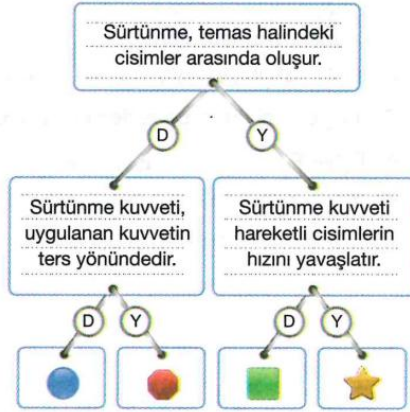 Sürtünme, temas halindeki
cisimler arasında oluşur.
D
Y
Sürtünme kuvveti,
uygulanan kuvvetin
ters yönündedir.
Sürtünme kuvveti
hareketli cisimlerin
hızını yavaşlatır.
D
Y
D
Y